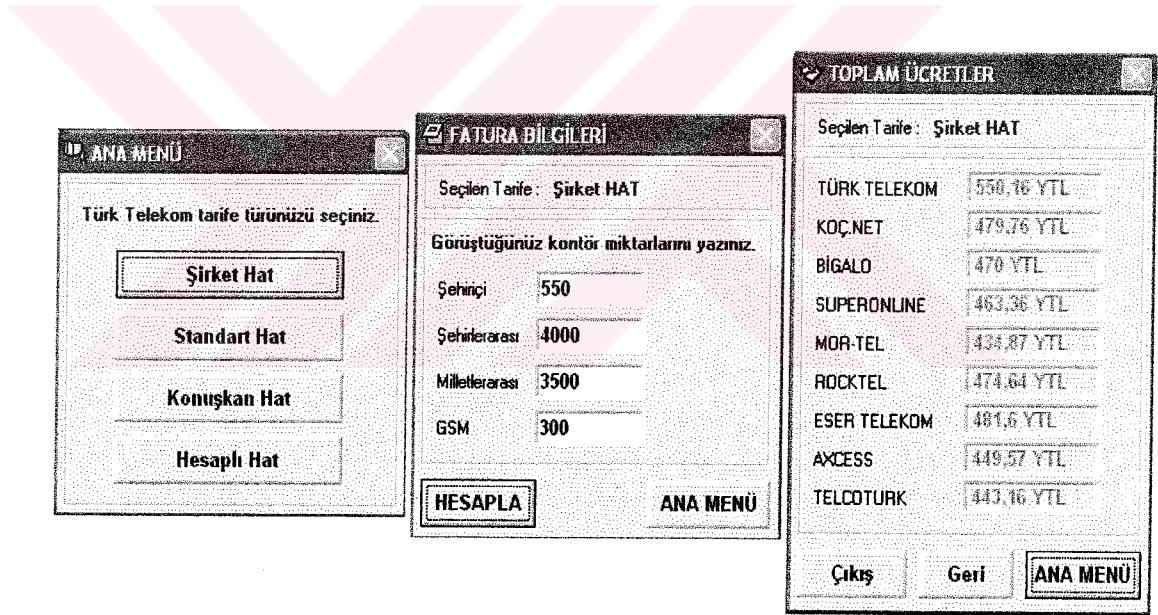 ANA MENÜ
Türk Telekom tarife türünüzü seçiniz.
Şirket Hat
Standart Hat
Konuşkan Hat
Hesaplı Hat
FATURA BİLGİLERİ
Seçilen Tarife : Şirket HAT
Görüştüğünüz kontör miktarlarını yazınız.
Şehiriçi 550
Şehirlerarası 4000
Milletlerarası 3500
GSM 300
HESAPLA ANA MENÜ
TOPLAM ÜCRETLER
Seçilen Tarife : Şirket HAT
TÜRK TELEKOM 550,16 YTL
KOÇ.NET 479,76 YTL
BİGALO 470 YTL
SUPERONLINE 463,36 YTL
MOR-TEL 434,87 YTL
ROCKTEL 474,64 YTL
ESER TELEKOM 481,6 YTL
AXCESS 449,57 YTL
TELCOTURK 443,16 YTL
Çıkış Geri ANA MENÜ